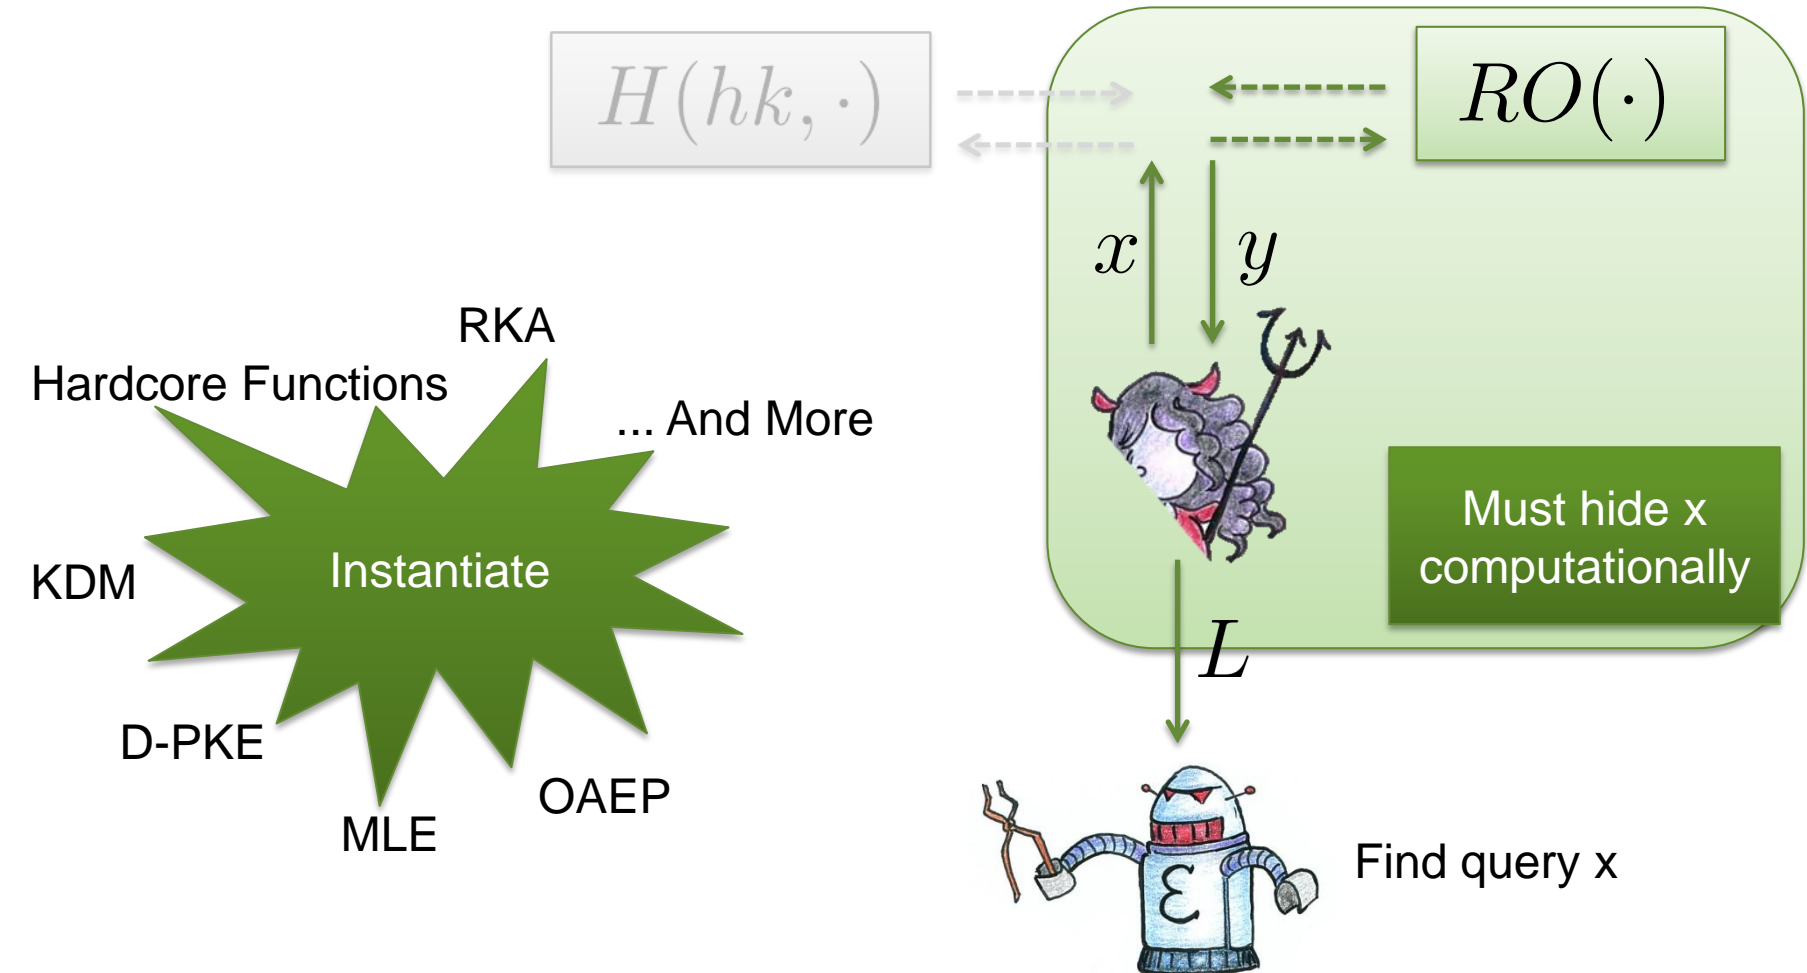 H(hk, ·)
RO(·)
x
y
RKA
Hardcore Functions
... And More
Must hide x
computationally
Instantiate
KDM
L
D-PKE
OAEP
MLE
Find query x
ℇ